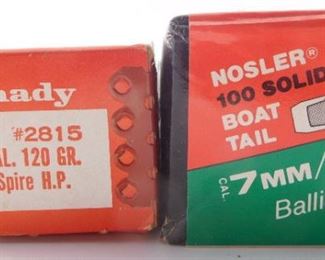 nady
#2815
AL. 120 GR.
Spire H.P.
NOSLER®
100 SOLID
BOAT
TAIL
CAL. 7MM/
Balli